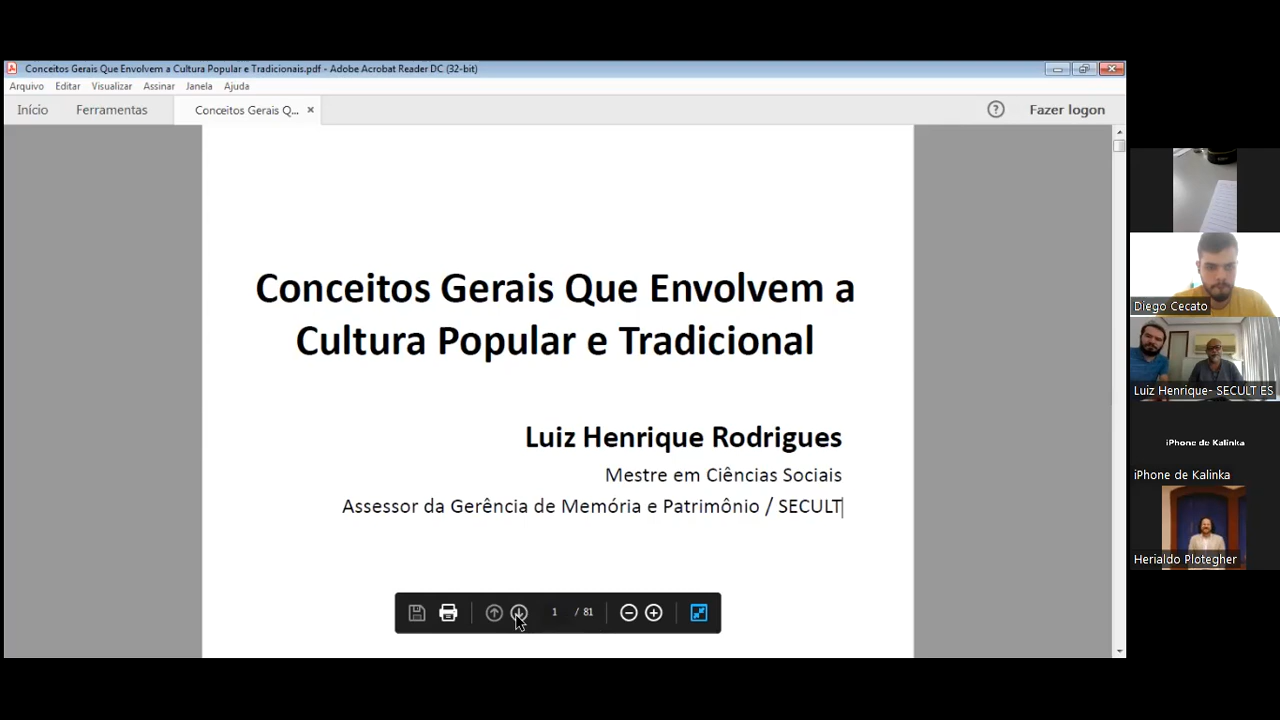 Conceitos Gerais Que Envolvem a Cultura Popular e Tradicionais.pdf - Adobe Acrobat Reader DC (32-bit)
Arquivo Editar Visualizar Assinar Janela Ajuda
Início Ferramentas Conceitos Gerais Q... × ? Fazer logon
Conceitos Gerais Que Envolvem a
Cultura Popular e Tradicional
Luiz Henrique Rodrigues
Mestre em Ciências Sociais
Assessor da Gerência de Memória e Patrimônio / SECULT
1 / 81
Diego Cecato
Luiz Henrique- SECULT ES
iPhone de Kalinka
iPhone de Kalinka
Herialdo Plotegher